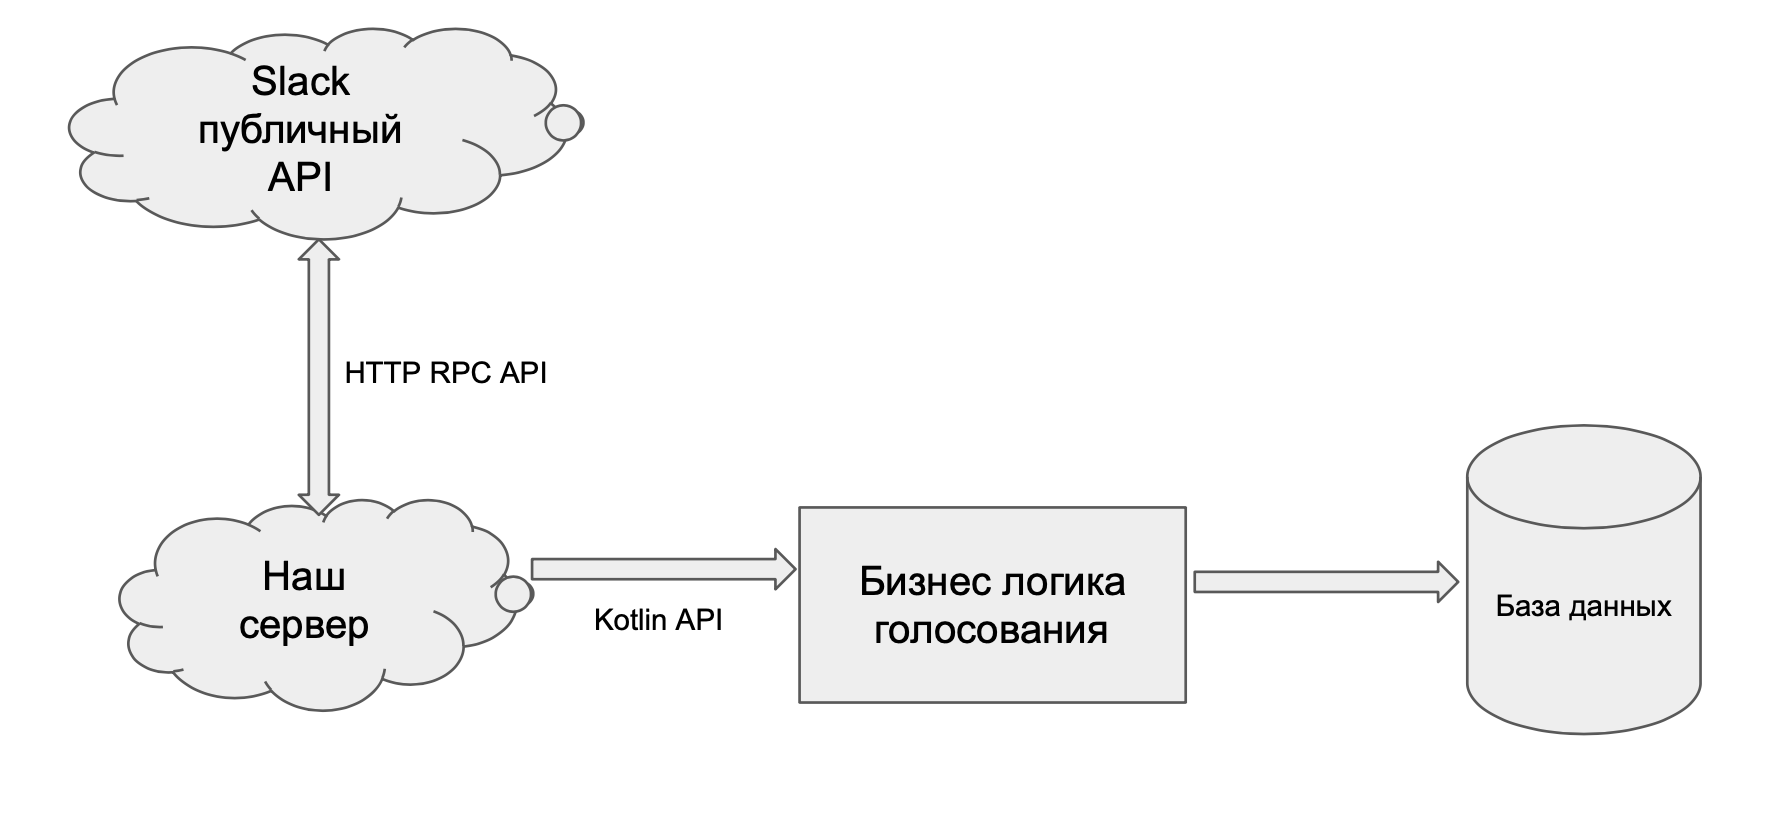 Slack
публичный
API
HTTP RPC API
Наш
сервер
Kotlin API
Бизнес логика
голосования
База данных